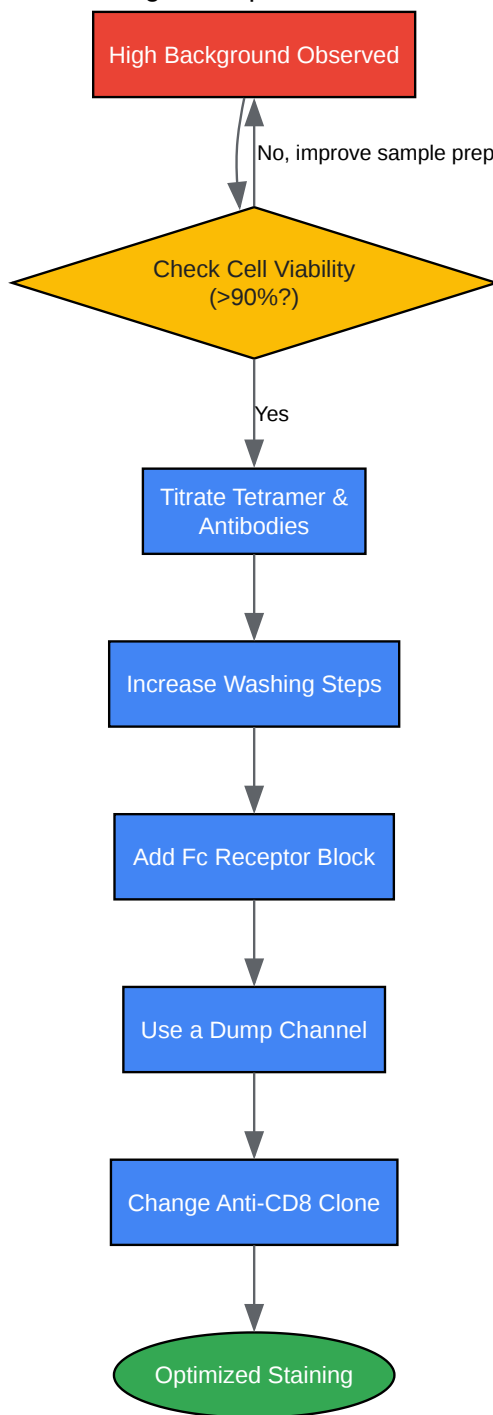 High Background Observed
No, improve sample prep
Check Cell Viability
(>90%?)
Yes
Titrate Tetramer &
Antibodies
Increase Washing Steps
Add Fc Receptor Block
Use a Dump Channel
Change Anti-CD8 Clone
Optimized Staining